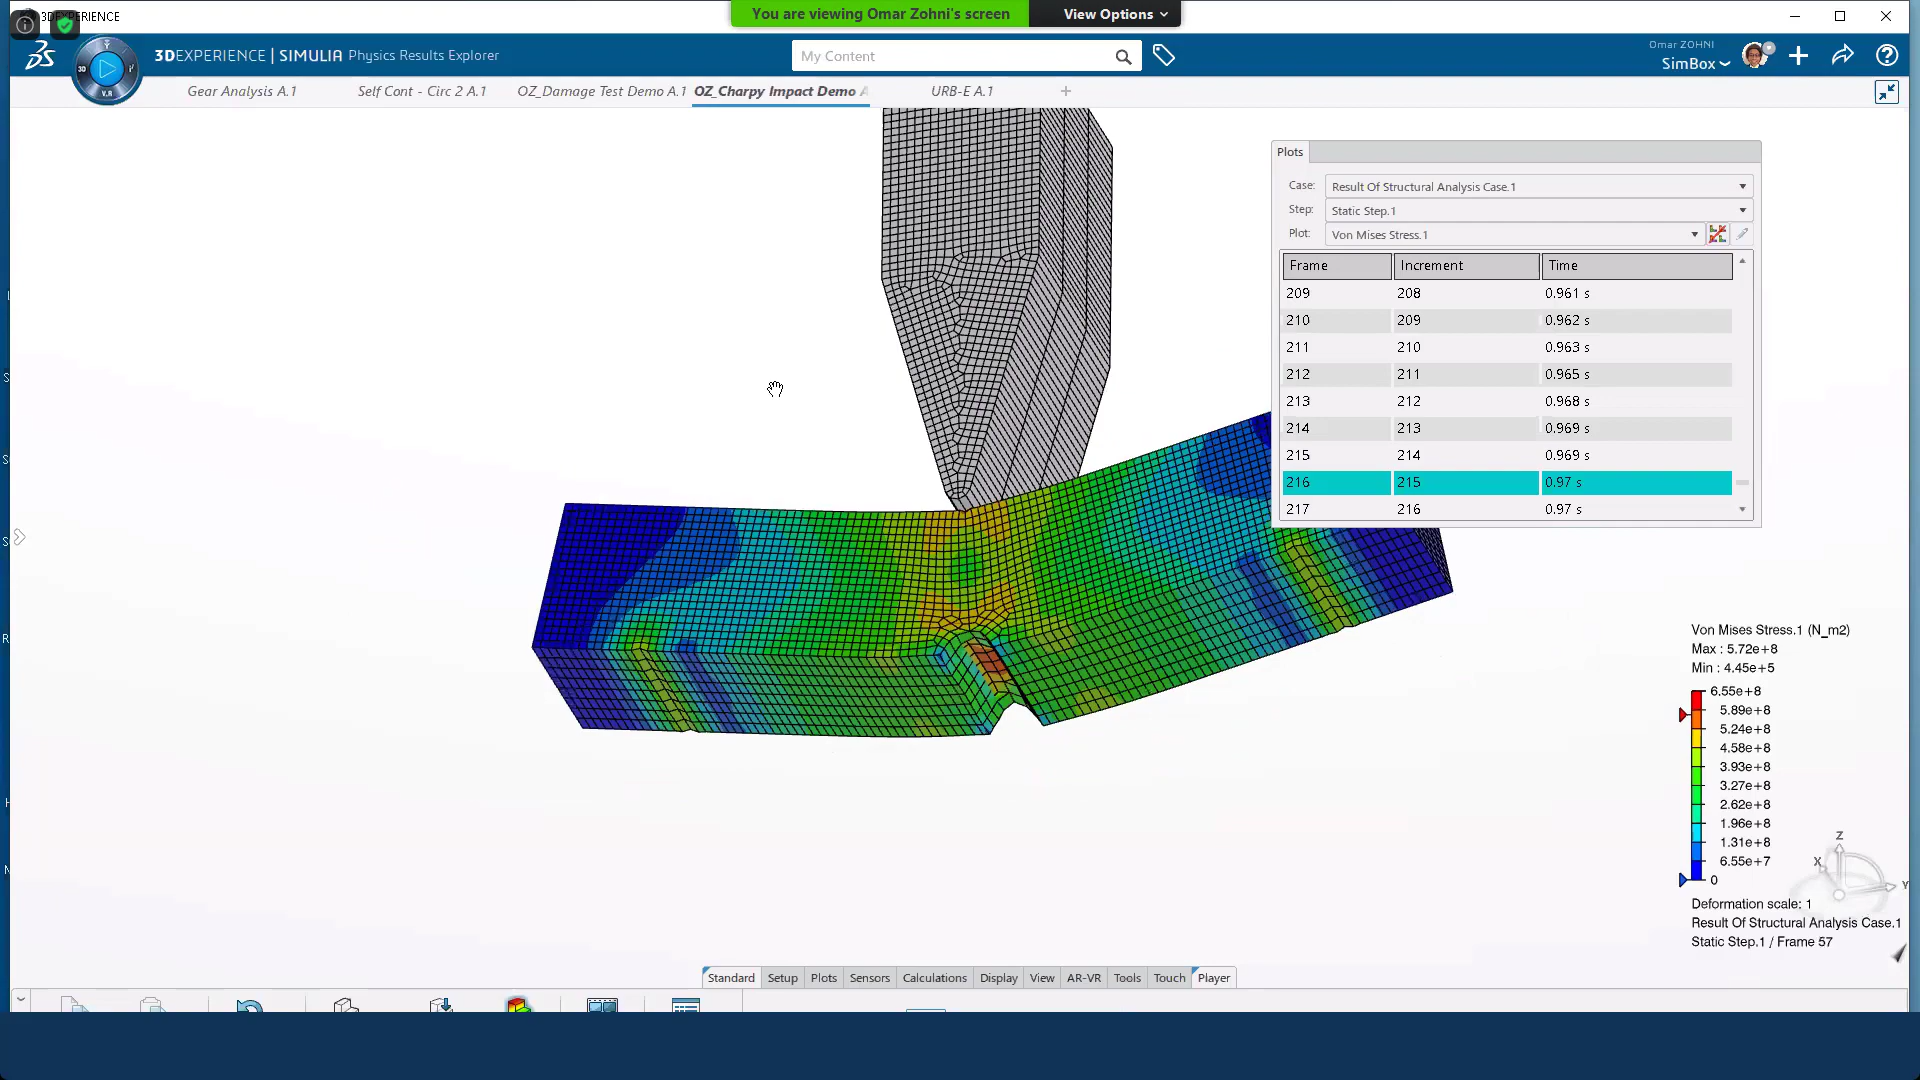 3DEXPERIENCE
You are viewing Omar Zohni's screen
View Options
3DEXPERIENCE | SIMULIA Physics Results Explorer
My Content
Omar ZOHNI
SimBox
3D
V.R
Gear Analysis A.1
Self Cont - Circ 2 A.1
OZ_Damage Test Demo A.1
OZ_Charpy Impact Demo A
URB-E A.1
Plots
Case: Result Of Structural Analysis Case.1
Step: Static Step.1
Plot: Von Mises Stress.1
Frame Increment Time
209 208 0.961 s
210 209 0.962 s
211 210 0.963 s
212 211 0.965 s
213 212 0.968 s
214 213 0.969 s
215 214 0.969 s
216 215 0.97 s
217 216 0.97 s
Von Mises Stress.1 (N_m2)
Max : 5.72e+8
Min : 4.45e+5
6.55e+8
5.89e+8
5.24e+8
4.58e+8
3.93e+8
3.27e+8
2.62e+8
1.96e+8
1.31e+8
6.55e+7
0
Z
X
Y
Deformation scale: 1
Result Of Structural Analysis Case.1
Static Step.1 / Frame 57
Standard Setup Plots Sensors Calculations Display View AR-VR Tools Touch Player